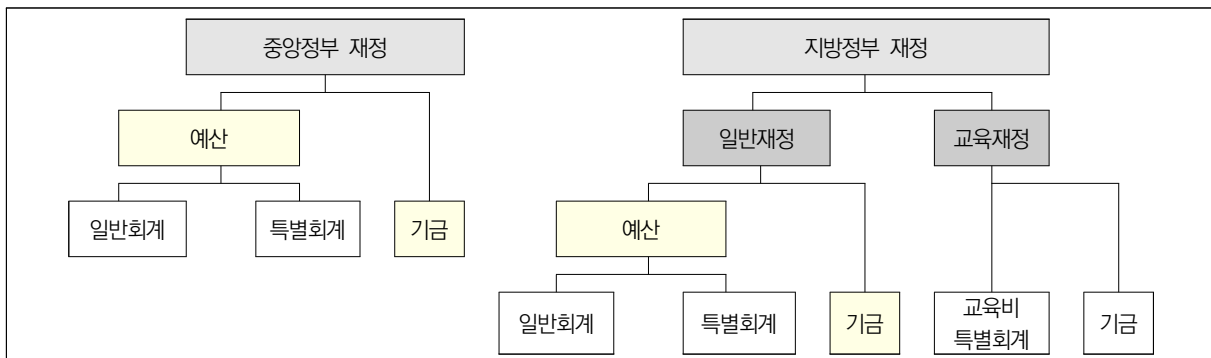 중앙정부 재정
지방정부 재정
예산
일반재정
교육재정
일반회계
특별회계
기금
예산
일반회계
특별회계
기금
교육비
특별회계
기금